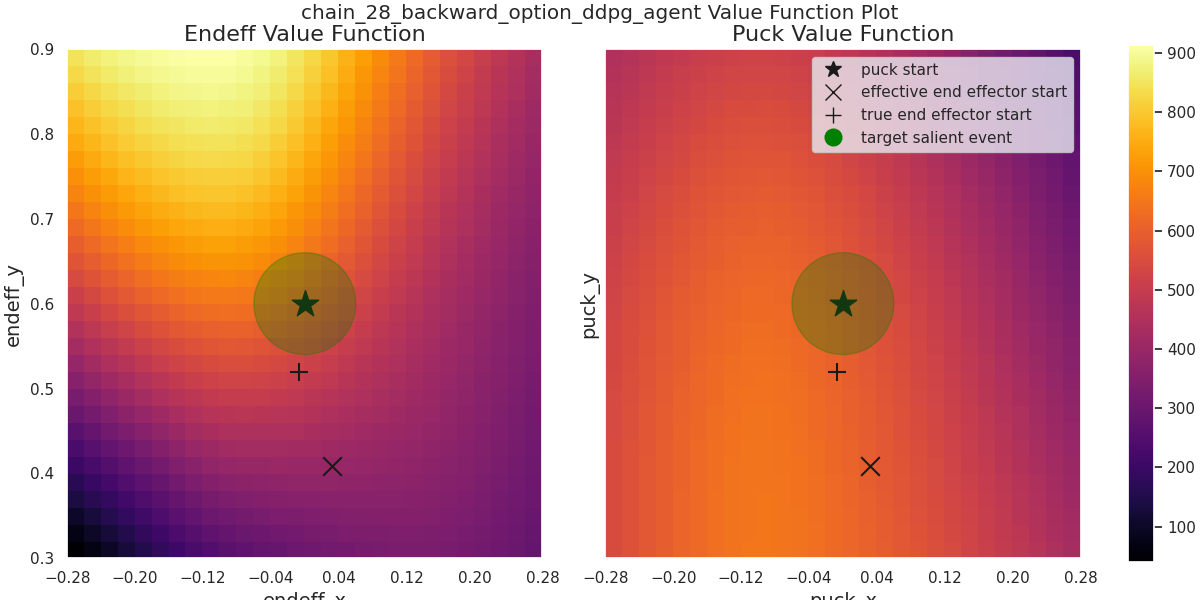 chain_28_backward_option_ddpg_agent Value Function Plot
Endeff Value Function
Puck Value Function
0.9
0.8
0.7
0.6
0.5
0.4
0.3
endeff_y
−0.28
−0.20
−0.12
−0.04
0.04
0.12
0.20
0.28
endeff_x
puck start
effective end effector start
true end effector start
target salient event
puck_y
−0.28
−0.20
−0.12
−0.04
0.04
0.12
0.20
0.28
puck_x
900
800
700
600
500
400
300
200
100